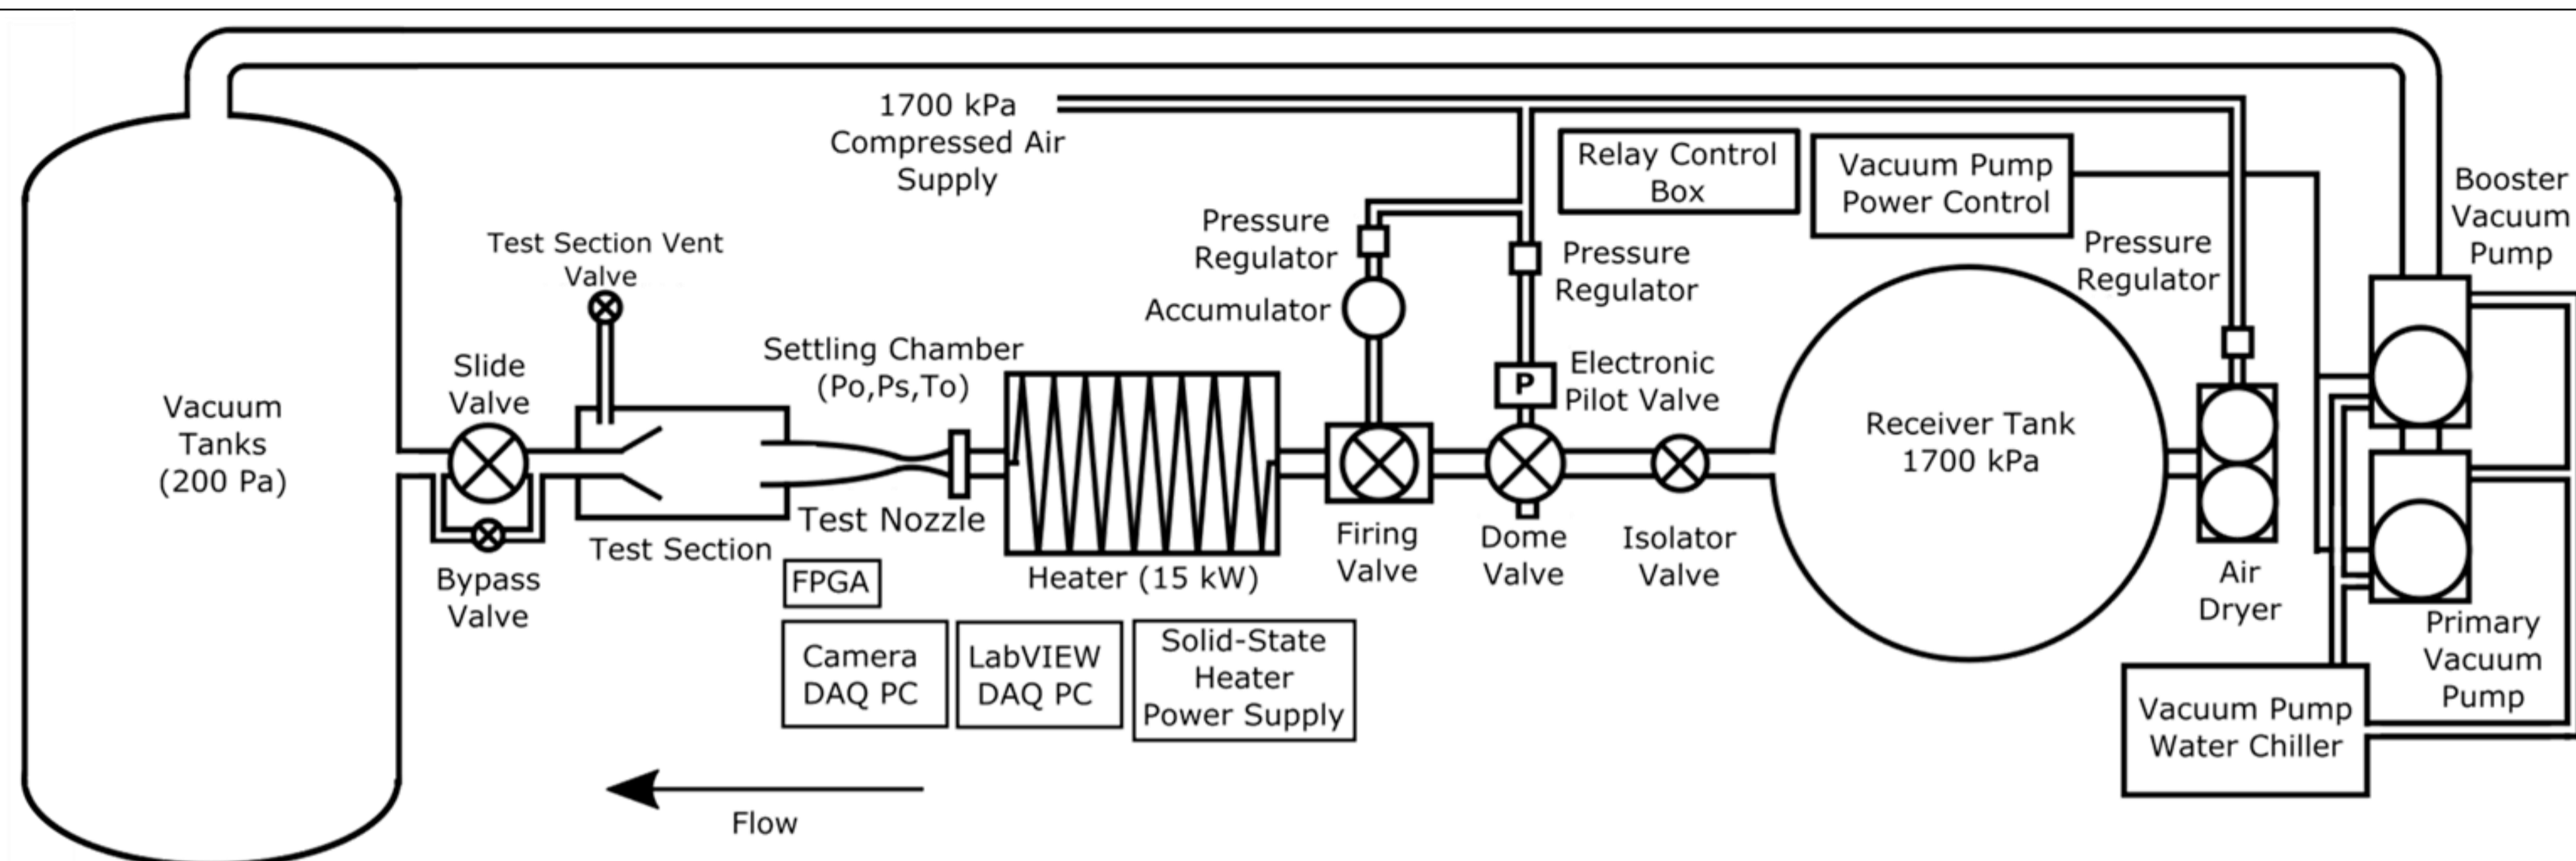 1700 kPa
Compressed Air
Supply
Relay Control
Box
Vacuum Pump
Power Control
Booster
Vacuum
Pump
Pressure
Regulator
Pressure
Regulator
Pressure
Regulator
Test Section Vent
Valve
Accumulator
Settling Chamber
(Po,Ps,To)
Slide
Valve
Electronic
Pilot Valve
P
Vacuum
Tanks
(200 Pa)
Receiver Tank
1700 kPa
Test Nozzle
Test Section
Bypass
Valve
FPGA
Heater (15 kW)
Firing
Valve
Dome
Valve
Isolator
Valve
Air
Dryer
Primary
Vacuum
Pump
Camera
DAQ PC
LabVIEW
DAQ PC
Solid-State
Heater
Power Supply
Vacuum Pump
Water Chiller
Flow